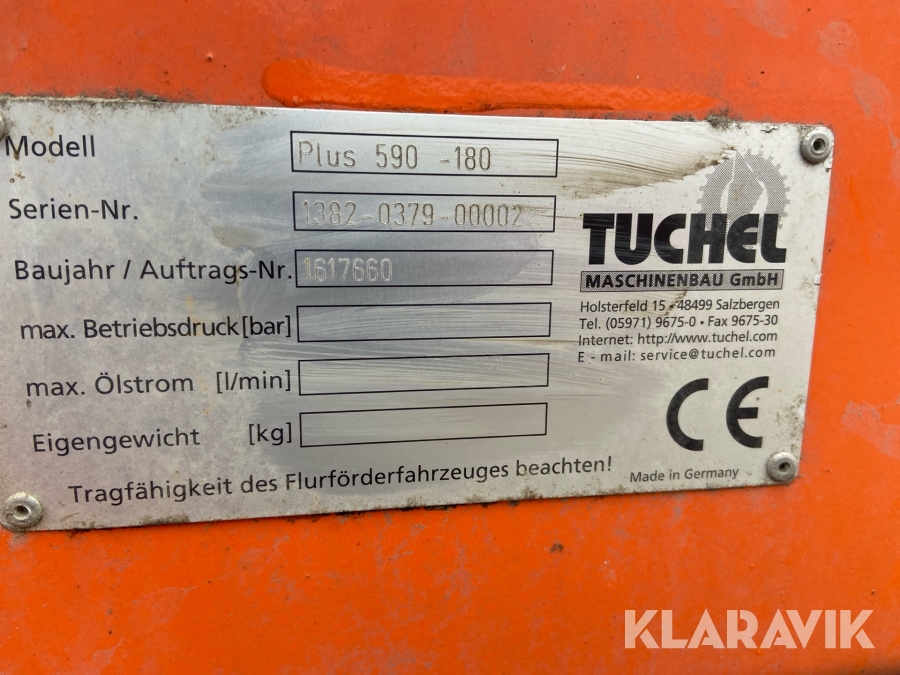 Modell Plus 590 -180
Serien-Nr. 1382-0379-00002
Baujahr / Auftrags-Nr. 1617660
max. Betriebsdruck [bar]
max. Ölstrom [l/min]
Eigengewicht [kg]
Tragfähigkeit des Flurförderfahrzeuges beachten!
TUCHEL
MASCHINENBAU GmbH
Holsterfeld 15 • 48499 Salzbergen
Tel. (05971) 9675-0 • Fax 9675-30
Internet: http://www.tuchel.com
E - mail: service@tuchel.com
CE
Made in Germany
KLARAVIK